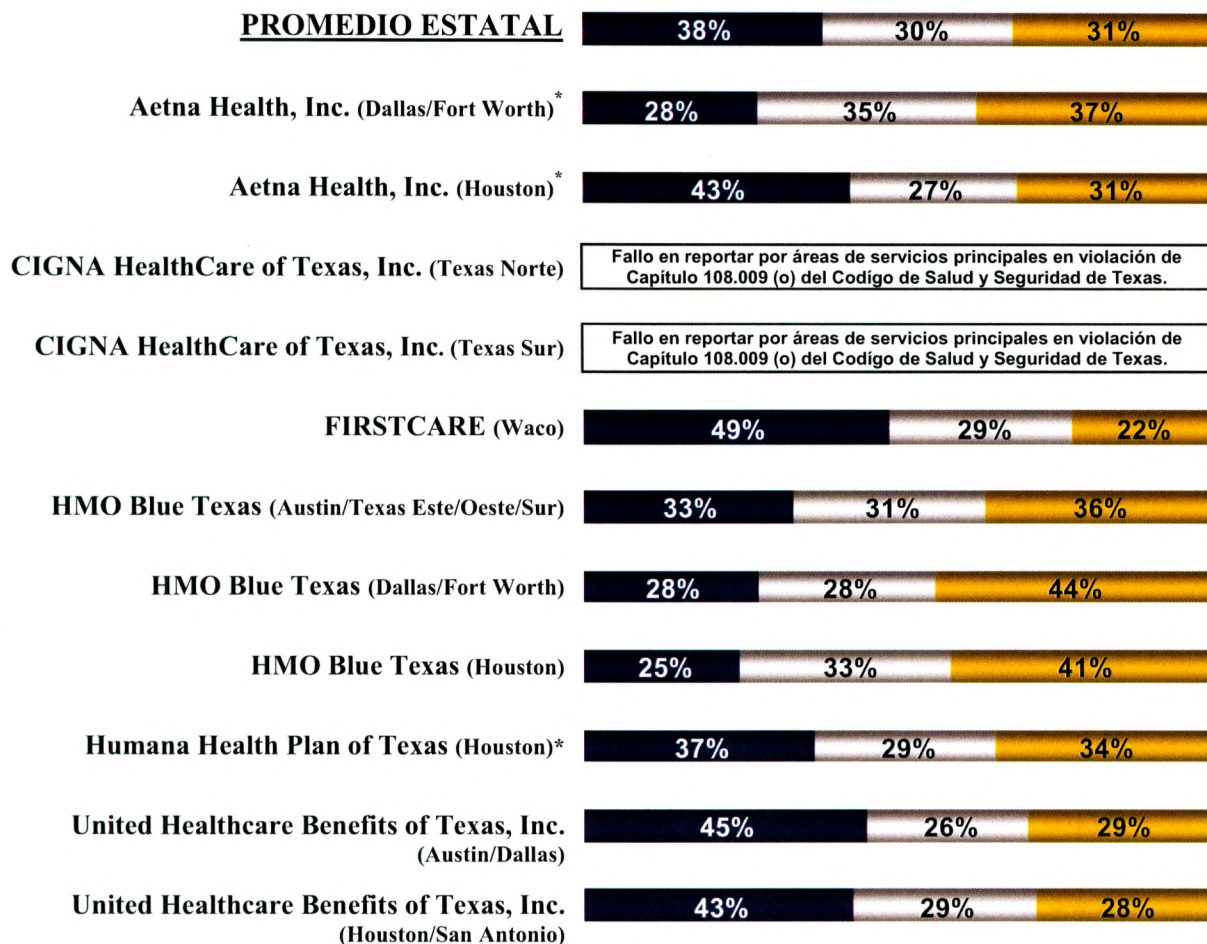 PROMEDIO ESTATAL 38% 30% 31%
Aetna Health, Inc. (Dallas/Fort Worth)* 28% 35% 37%
Aetna Health, Inc. (Houston)* 43% 27% 31%
CIGNA HealthCare of Texas, Inc. (Texas Norte)
Fallo en reportar por áreas de servicios principales en violación de
Capítulo 108.009 (o) del Codígo de Salud y Seguridad de Texas.
CIGNA HealthCare of Texas, Inc. (Texas Sur)
Fallo en reportar por áreas de servicios principales en violación de
Capítulo 108.009 (o) del Codígo de Salud y Seguridad de Texas.
FIRSTCARE (Waco) 49% 29% 22%
HMO Blue Texas (Austin/Texas Este/Oeste/Sur) 33% 31% 36%
HMO Blue Texas (Dallas/Fort Worth) 28% 28% 44%
HMO Blue Texas (Houston) 25% 33% 41%
Humana Health Plan of Texas (Houston)* 37% 29% 34%
United Healthcare Benefits of Texas, Inc. 45% 26% 29%
(Austin/Dallas)
United Healthcare Benefits of Texas, Inc. 43% 29% 28%
(Houston/San Antonio)